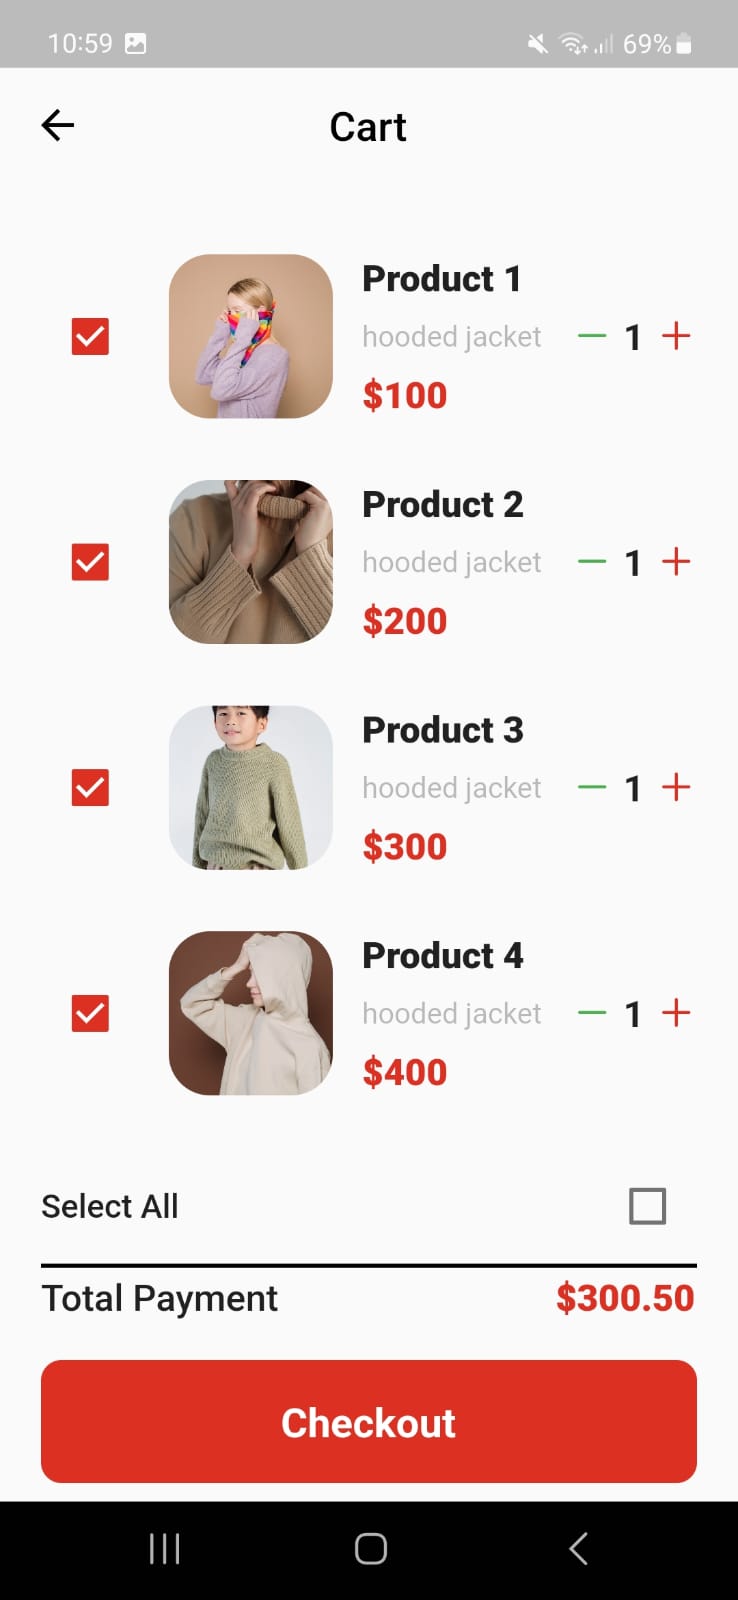 10:59 69%
Cart
Product 1
hooded jacket 1
$100
Product 2
hooded jacket 1
$200
Product 3
hooded jacket 1
$300
Product 4
hooded jacket 1
$400
Select All
Total Payment $300.50
Checkout